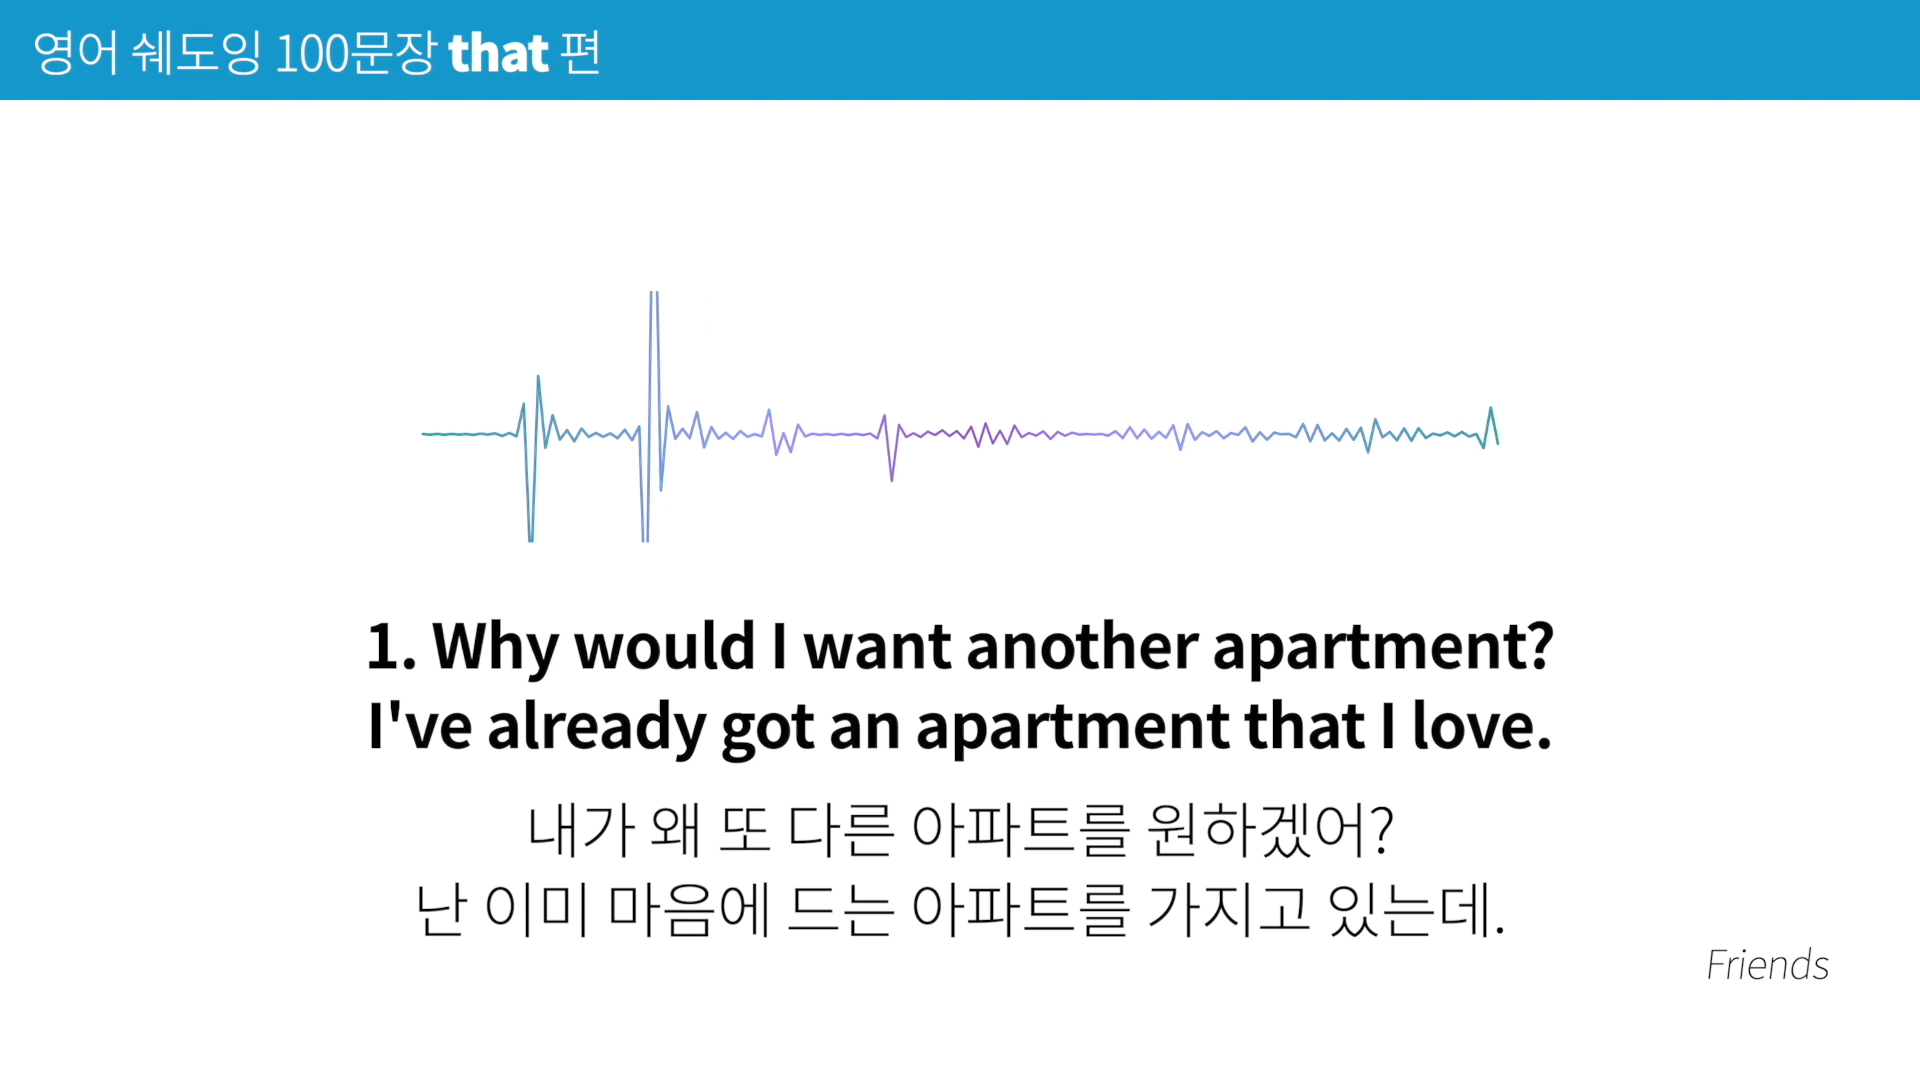 영어 쉐도잉 100문장 that 편
1. Why would I want another apartment?
I've already got an apartment that I love.
내가 왜 또 다른 아파트를 원하겠어?
난 이미 마음에 드는 아파트를 가지고 있는데.
Friends